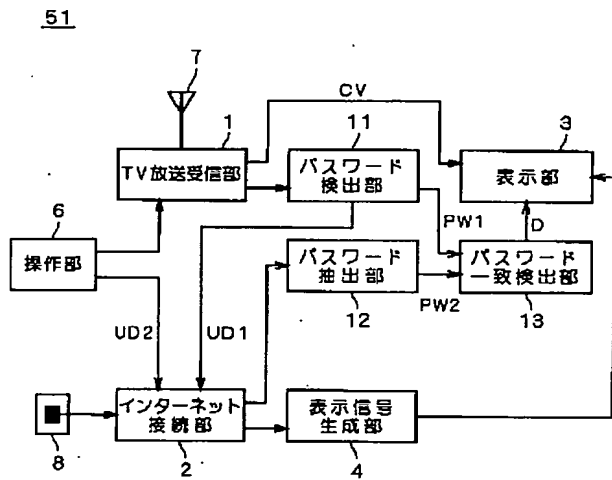 51
7
CV
1
11
3
TV放送受信部
パスワード
検出部
表示部
6
PW1
D
操作部
パスワード
抽出部
パスワード
一致検出部
12
PW2
13
UD2
UD1
インターネット
接続部
表示信号
生成部
8
2
4